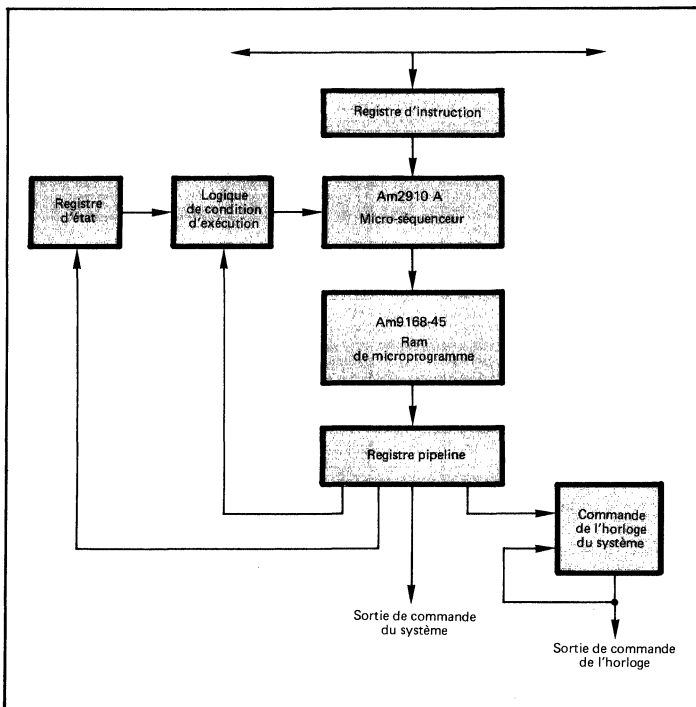 Registre d'instruction
Registre
d'état
Logique
de condition
d'exécution
Am2910 A
Micro-séquenceur
Am9168-45
Ram
de microprogramme
Registre pipeline
Commande
de l'horloge
du système
Sortie de commande
du système
Sortie de commande
de l'horloge